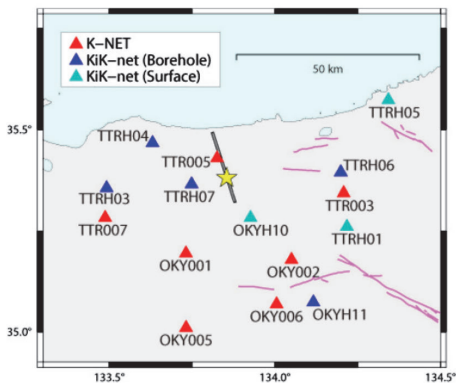 K-NET
KiK-net (Borehole)
KiK-net (Surface)
50 km
TTRH05
35.5°
TTRH04
TTR005
TTRH06
TTRH03
TTRH07
TTR003
TTR007
OKYH10
TTRH01
OKY001
OKY002
OKY006
OKYH11
35.0°
OKY005
133.5°
134.0°
134.5°